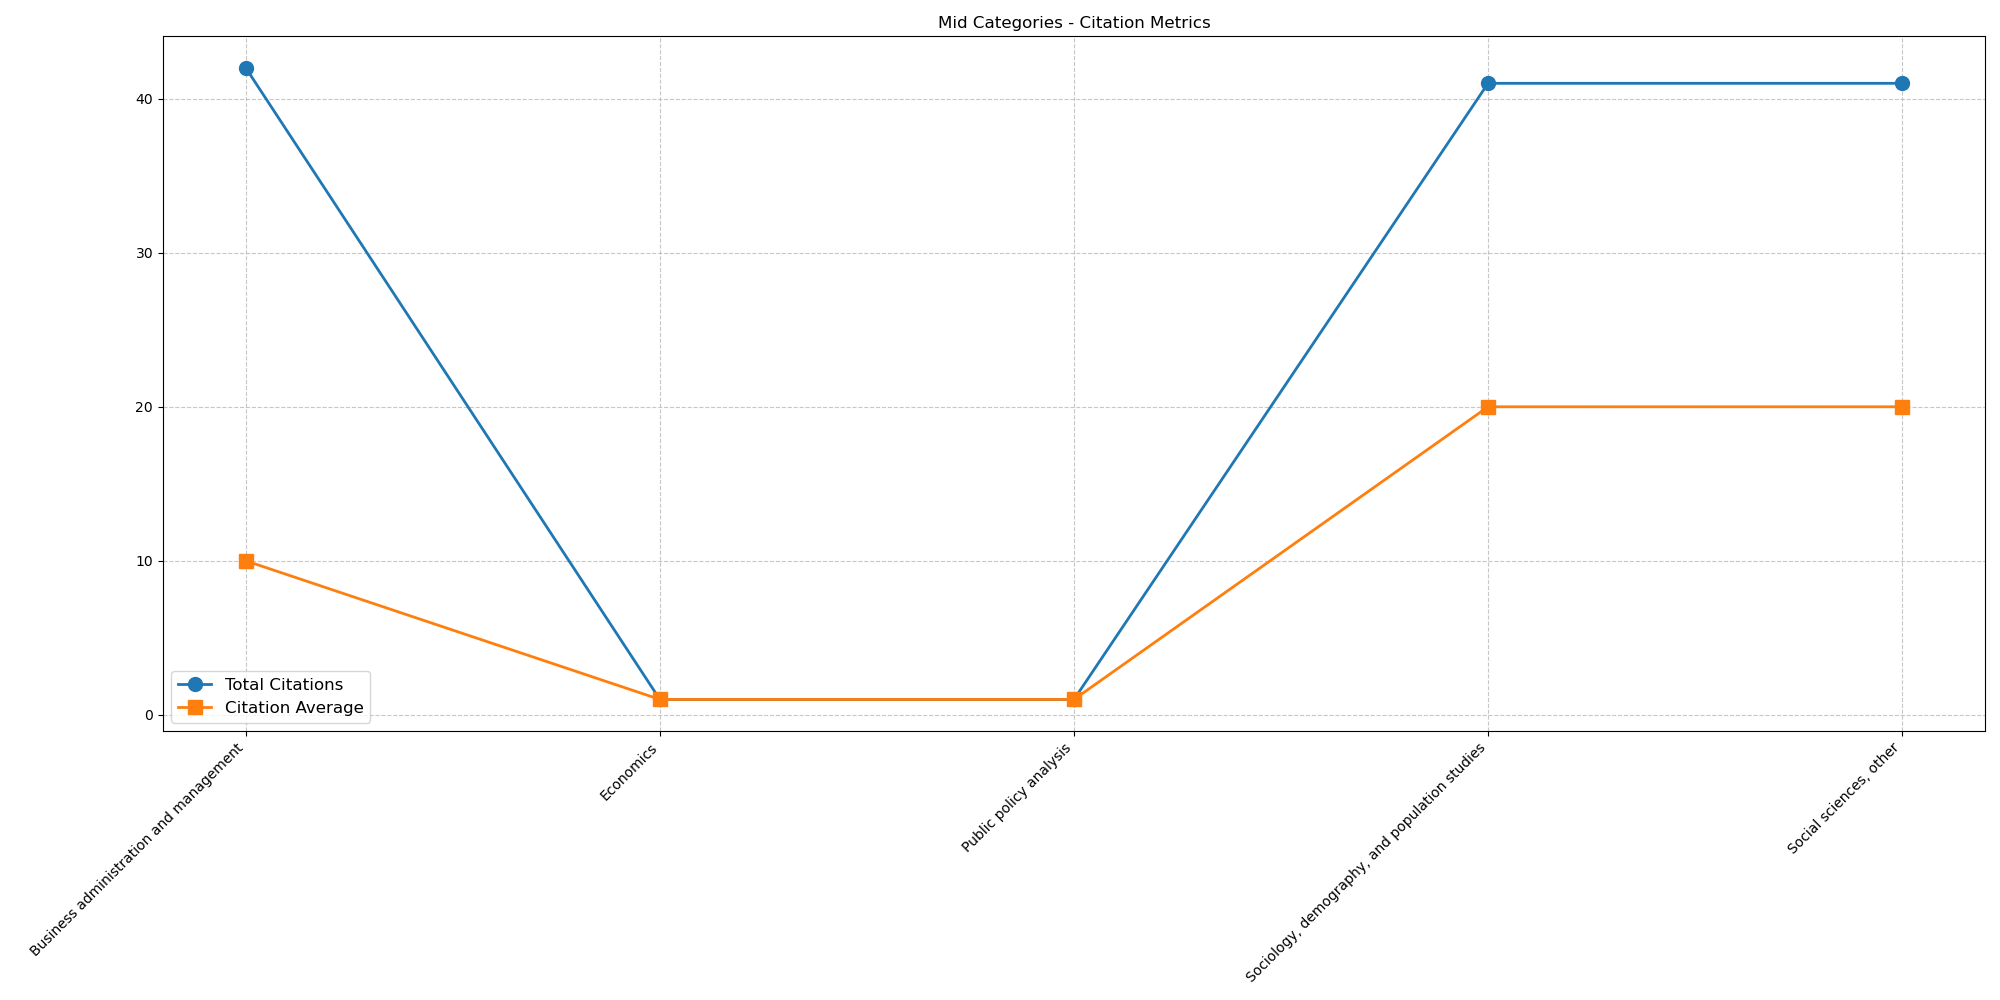 Mid Categories - Citation Metrics
40
30
20
10
0
Total Citations
Citation Average
Business administration and management
Economics
Public policy analysis
Sociology, demography, and population studies
Social sciences, other